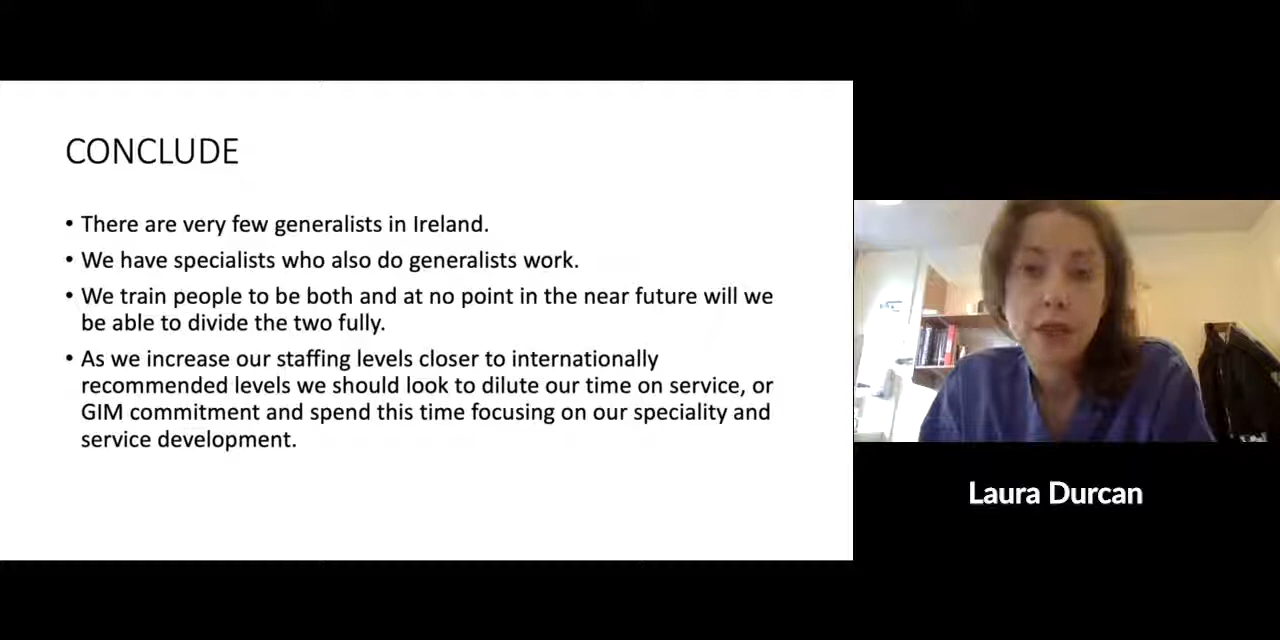 CONCLUDE
• There are very few generalists in Ireland.
• We have specialists who also do generalists work.
• We train people to be both and at no point in the near future will we
be able to divide the two fully.
• As we increase our staffing levels closer to internationally
recommended levels we should look to dilute our time on service, or
GIM commitment and spend this time focusing on our speciality and
service development.
Laura Durcan